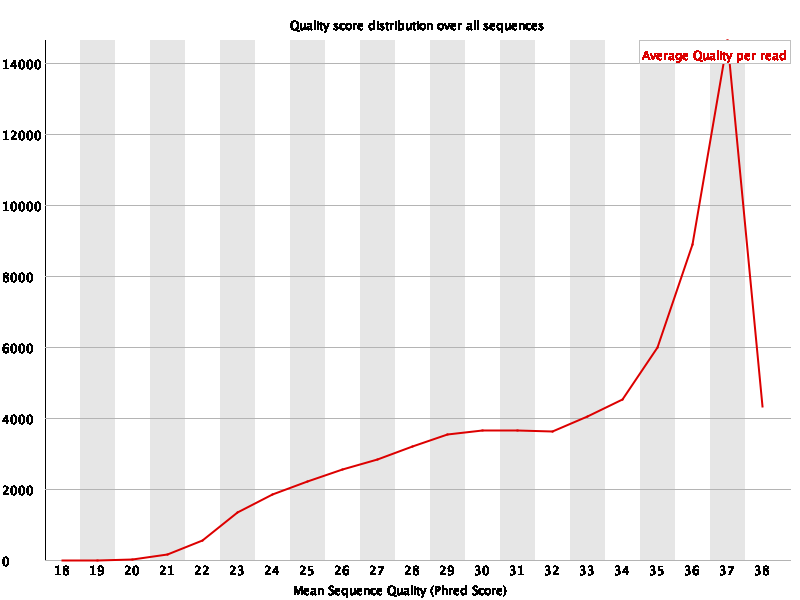 Quality score distribution over all sequences
Average Quality per read
14000
12000
10000
8000
6000
4000
2000
0
18 19 20 21 22 23 24 25 26 27 28 29 30 31 32 33 34 35 36 37 38
Mean Sequence Quality (Phred Score)